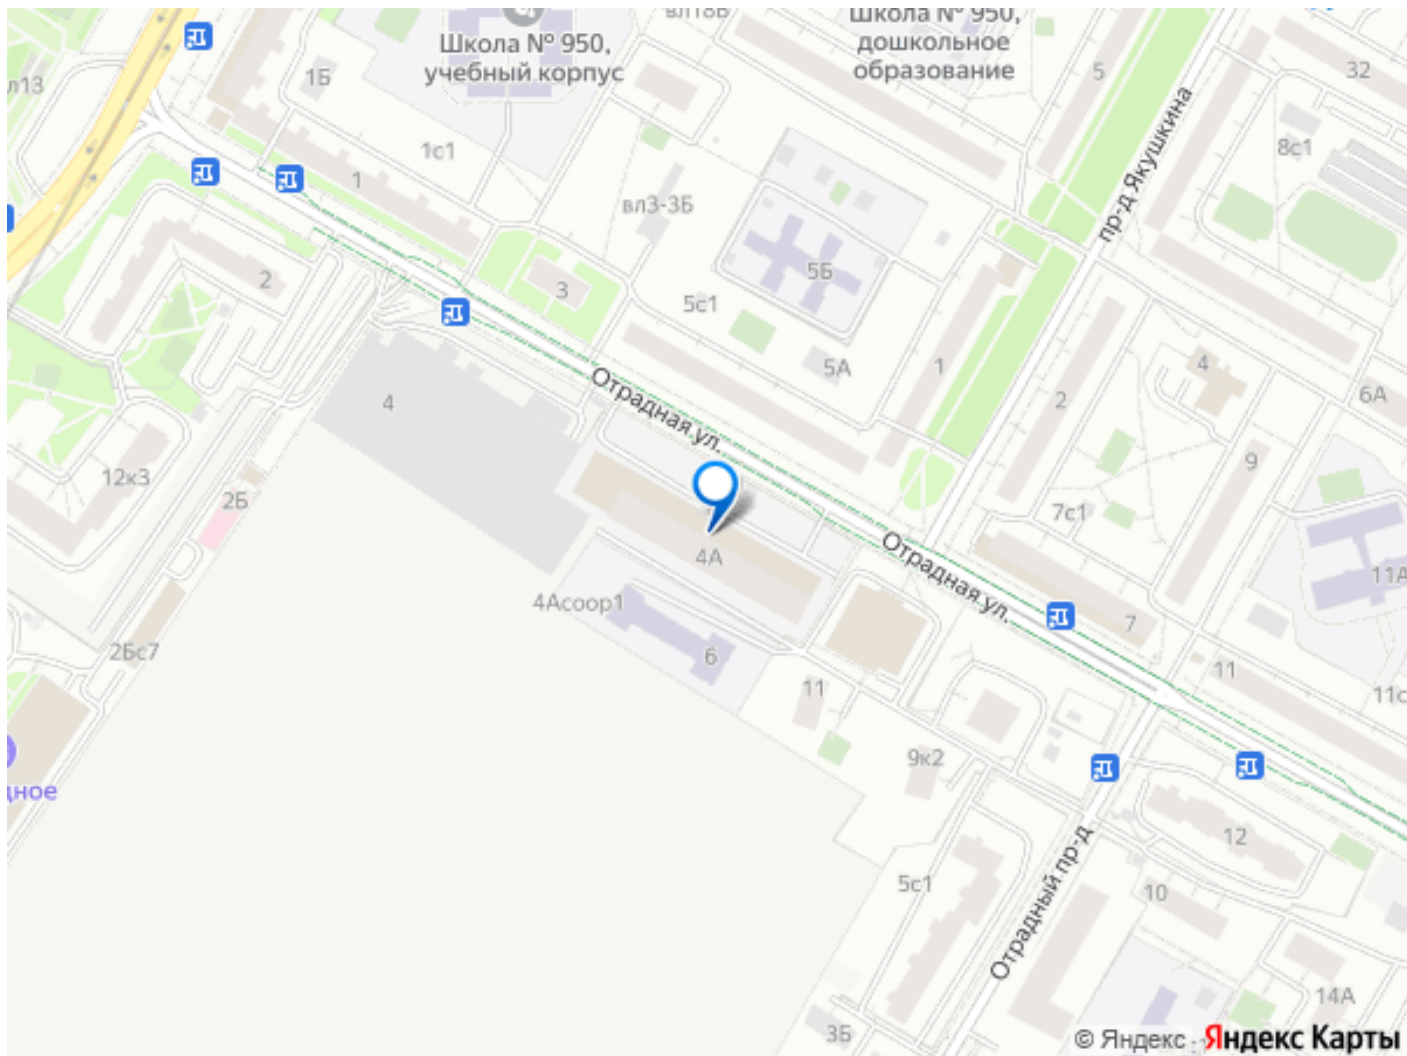 вл18Б
Школа № 950,
дошкольное
образование
Школа № 950,
учебный корпус
5
32
1Б
пр-д Якушкина
8с1
1с1
1
вл3-3Б
5Б
2
3
5с1
5А
1
4
2
6А
4
Отрадная ул.
9
12к3
2Б
7с1
4А
Отрадная ул.
11А
4Асоор1
7
2Бс7
6
11
11
9к2
12
5с1
10
Отрадный пр-д
14А
3Б
© Яндекс Яндекс Карты